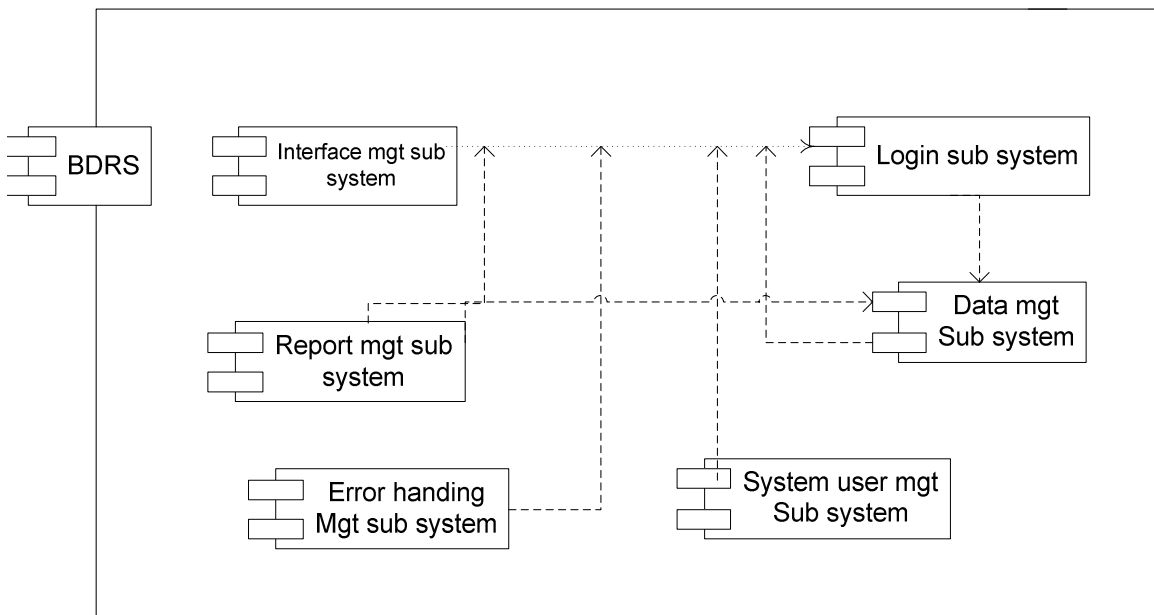 BDRS
Interface mgt sub
system
Login sub system
Data mgt
Sub system
Report mgt sub
system
Error handing
Mgt sub system
System user mgt
Sub system